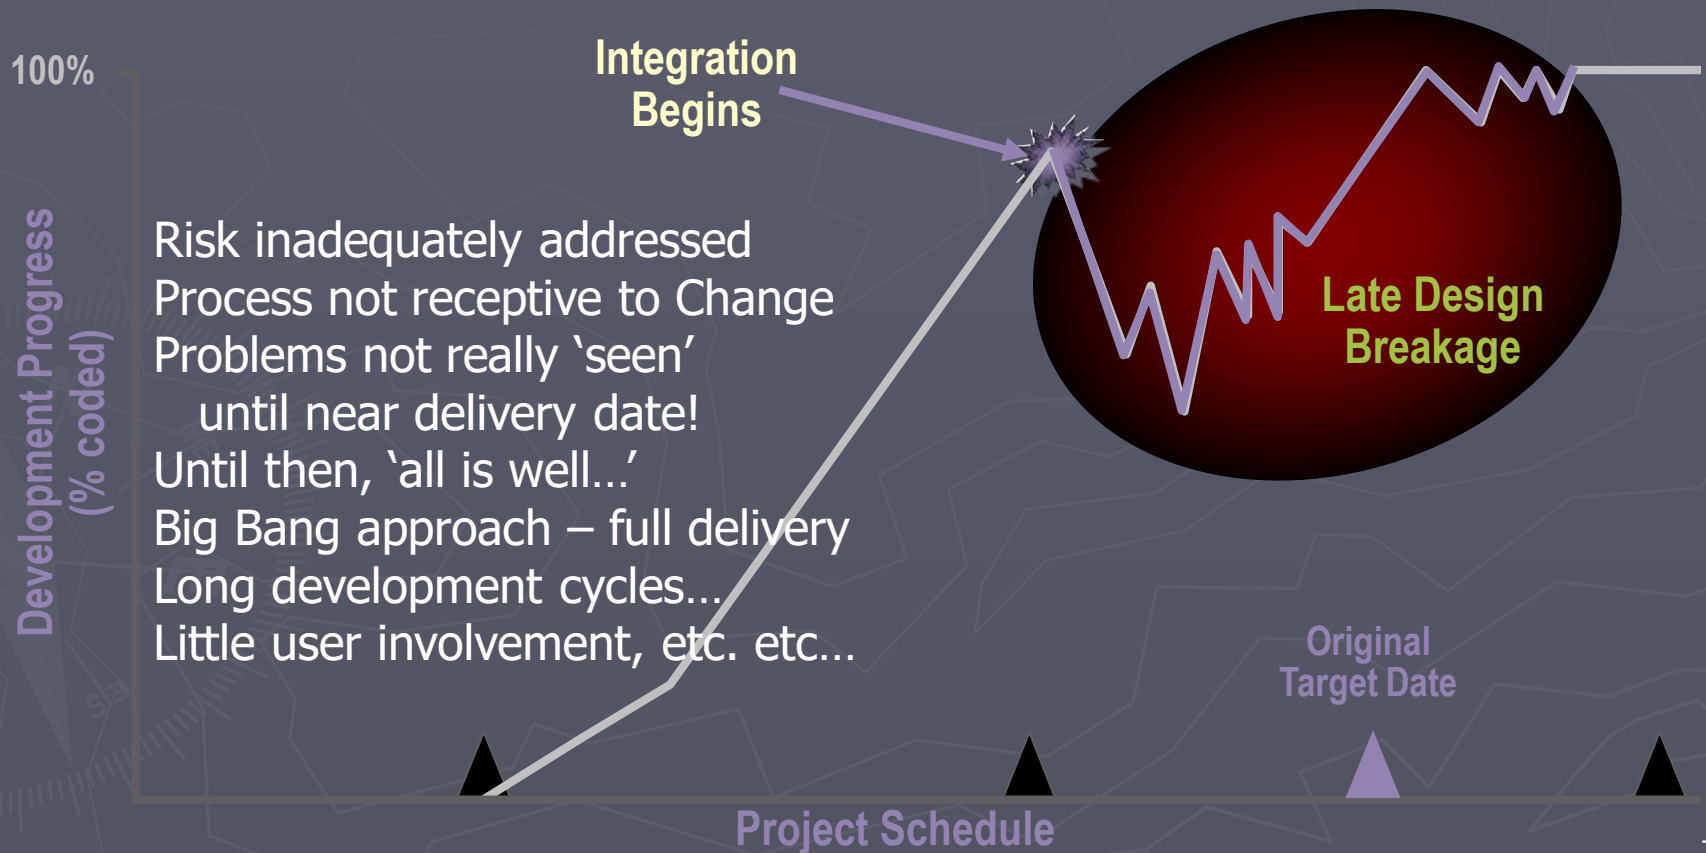 100%
Integration
Begins
Risk inadequately addressed
Process not receptive to Change
Problems not really ‘seen’
until near delivery date!
Until then, ‘all is well…’
Big Bang approach – full delivery
Long development cycles…
Little user involvement, etc. etc…
Late Design
Breakage
Development Progress
(% coded)
Original
Target Date
Project Schedule